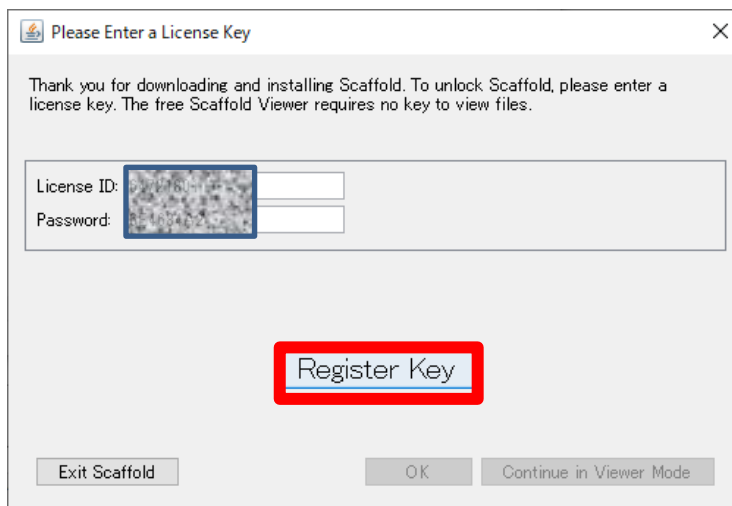 Please Enter a License Key
Thank you for downloading and installing Scaffold. To unlock Scaffold, please enter a
license key. The free Scaffold Viewer requires no key to view files.
License ID:
Password:
Register Key
Exit Scaffold
OK
Continue in Viewer Mode